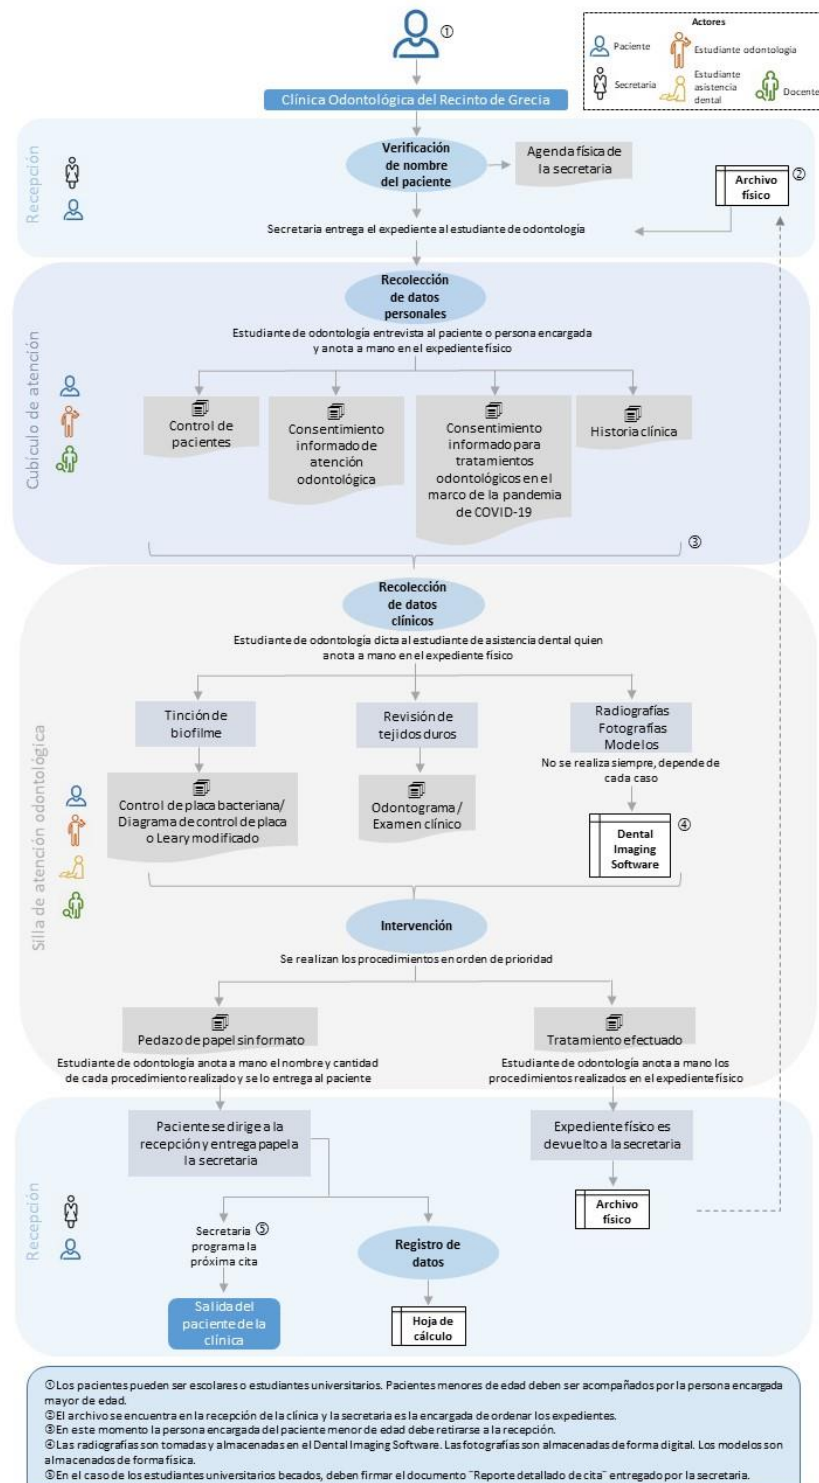 ①
Actores
Paciente
Estudiante odontología
Secretaria
Estudiante
asistencia
dental
Docente
Clínica Odontológica del Recinto de Grecia
Recepción
Verificación
de nombre
del paciente
Agenda física de
la secretaria
Archivo
físico
②
Secretaria entrega el expediente al estudiante de odontología
Cubículo de atención
Recolección
de datos
personales
Estudiante de odontología entrevista al paciente o persona encargada
y anota a mano en el expediente físico
Control de
pacientes
Consentimiento
informado de
atención
odontológica
Consentimiento
informado para
tratamientos
odontológicos en el
marco de la pandemia
de COVID-19
Historia clínica
③
Silla de atención odontológica
Recolección
de datos
clínicos
Estudiante de odontología dicta al estudiante de asistencia dental quien
anota a mano en el expediente físico
Tinción de
biofilme
Revisión de
tejidos duros
Radiografías
Fotografías
Modelos
No se realiza siempre, depende de
cada caso
Control de placa bacteriana/
Diagrama de control de placa
o Leary modificado
Odontograma/
Examen clínico
Dental
Imaging
Software
④
Intervención
Se realizan los procedimientos en orden de prioridad
Pedazo de papel sin formato
Tratamiento efectuado
Estudiante de odontología anota a mano el nombre y cantidad
de cada procedimiento realizado y se lo entrega al paciente
Estudiante de odontología anota a mano los
procedimientos realizados en el expediente físico
Recepción
Paciente se dirige a la
recepción y entrega papel a
la secretaria
Expediente físico es
devuelto a la secretaria
Archivo
físico
Secretaria ⑤
programa la
próxima cita
Registro de
datos
Salida del
paciente de la
clínica
Hoja de
cálculo
①Los pacientes pueden ser escolares o estudiantes universitarios. Pacientes menores de edad deben ser acompañados por la persona encargada
mayor de edad.
②El archivo se encuentra en la recepción de la clínica y la secretaria es la encargada de ordenar los expedientes.
③En este momento la persona encargada del paciente menor de edad debe retirarse a la recepción.
④Las radiografías son tomadas y almacenadas en el Dental Imaging Software. Las fotografías son almacenadas de forma digital. Los modelos son
almacenados de forma física.
⑤En el caso de los estudiantes universitarios becados, deben firmar el documento ¨Reporte detallado de cita¨ entregado por la secretaria.